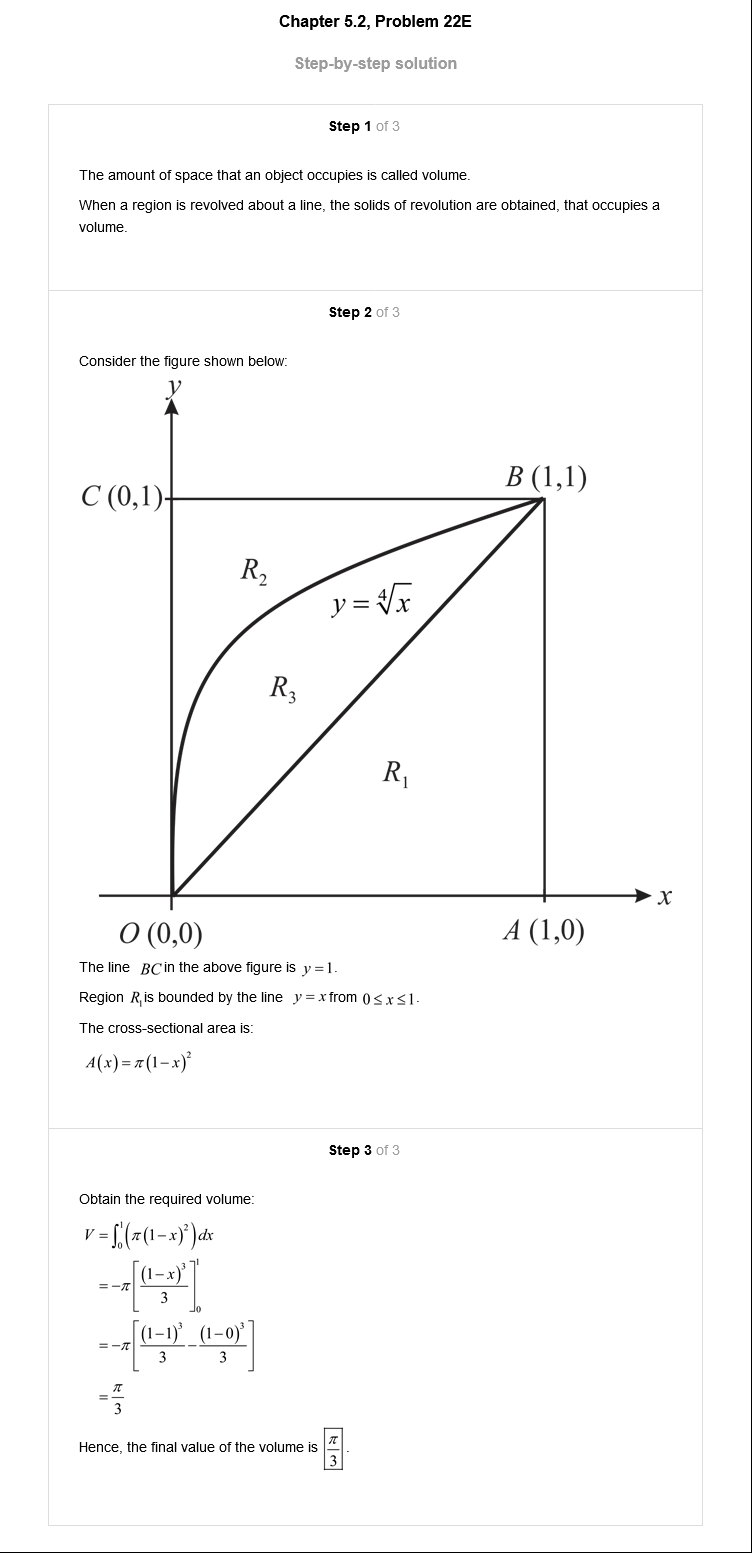 Chapter 5.2, Problem 22E
Step-by-step solution
Step 1 of 3
The amount of space that an object occupies is called volume.
When a region is revolved about a line, the solids of revolution are obtained, that occupies a
volume.
Step 2 of 3
Consider the figure shown below:
y
C (0,1)
B (1,1)
R₂
y = ∜x
R₃
R₁
x
O (0,0)
A (1,0)
The line BC in the above figure is y = 1.
Region R₁ is bounded by the line y = x from 0 ≤ x ≤ 1.
The cross-sectional area is:
A(x) = π(1−x)²
Step 3 of 3
Obtain the required volume:
V = ∫₀¹(π(1−x)²)dx
= −π[(1−x)³/3]₀¹
= −π[(1−1)³/3 − (1−0)³/3]
= π/3
Hence, the final value of the volume is π/3.